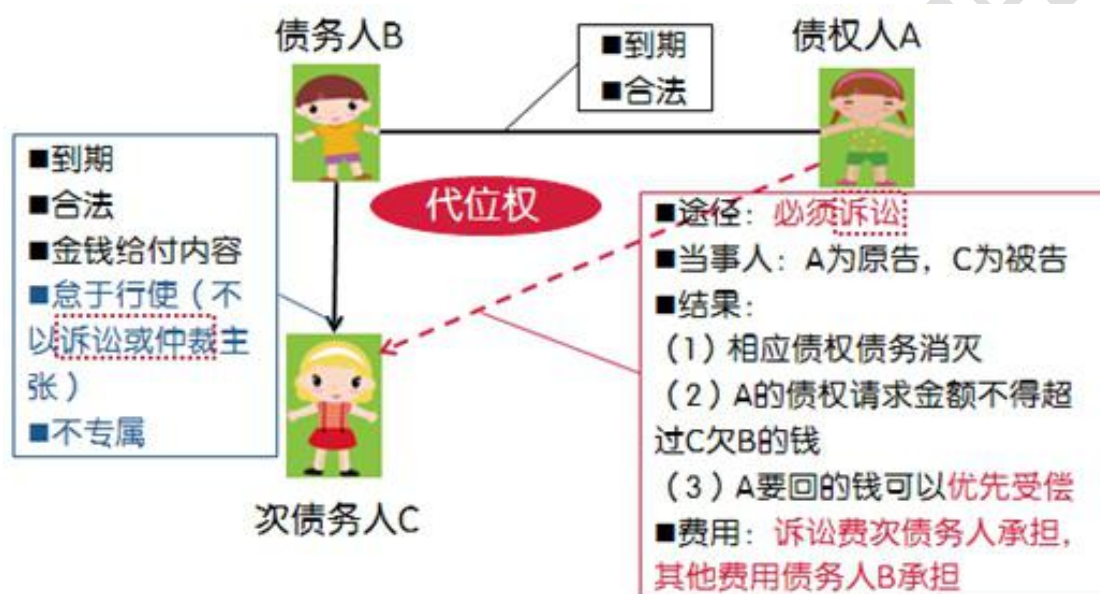 债务人B
债权人A
■到期
■合法
■到期
■合法
■金钱给付内容
■怠于行使（不
以诉讼或仲裁主
张）
■不专属
代位权
■途径：必须诉讼
■当事人：A为原告，C为被告
■结果：
（1）相应债权债务消灭
（2）A的债权请求金额不得超
过C欠B的钱
（3）A要回的钱可以优先受偿
■费用：诉讼费次债务人承担，
其他费用债务人B承担
次债务人C